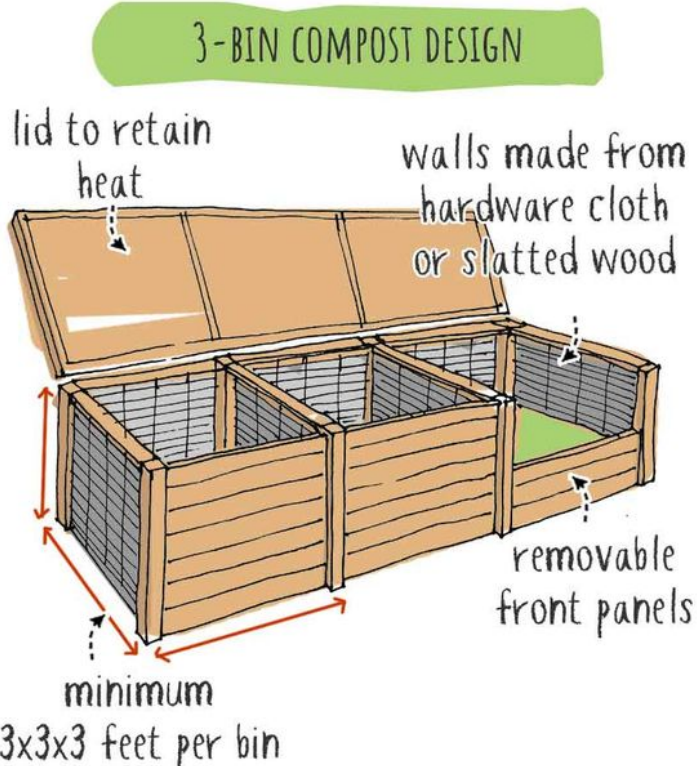 3-BIN COMPOST DESIGN
lid to retain
heat
walls made from
hardware cloth
or slatted wood
removable
front panels
minimum
3x3x3 feet per bin